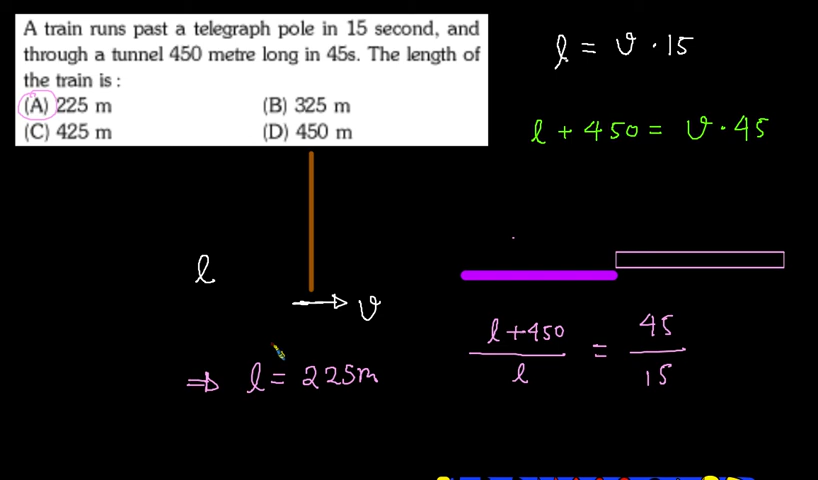 A train runs past a telegraph pole in 15 second, and
through a tunnel 450 metre long in 45s. The length of
the train is :
(A) 225 m (B) 325 m
(C) 425 m (D) 450 m
l = v · 15
l + 450 = v · 45
l
v
l+450 / l = 45 / 15
⇒ l = 225m